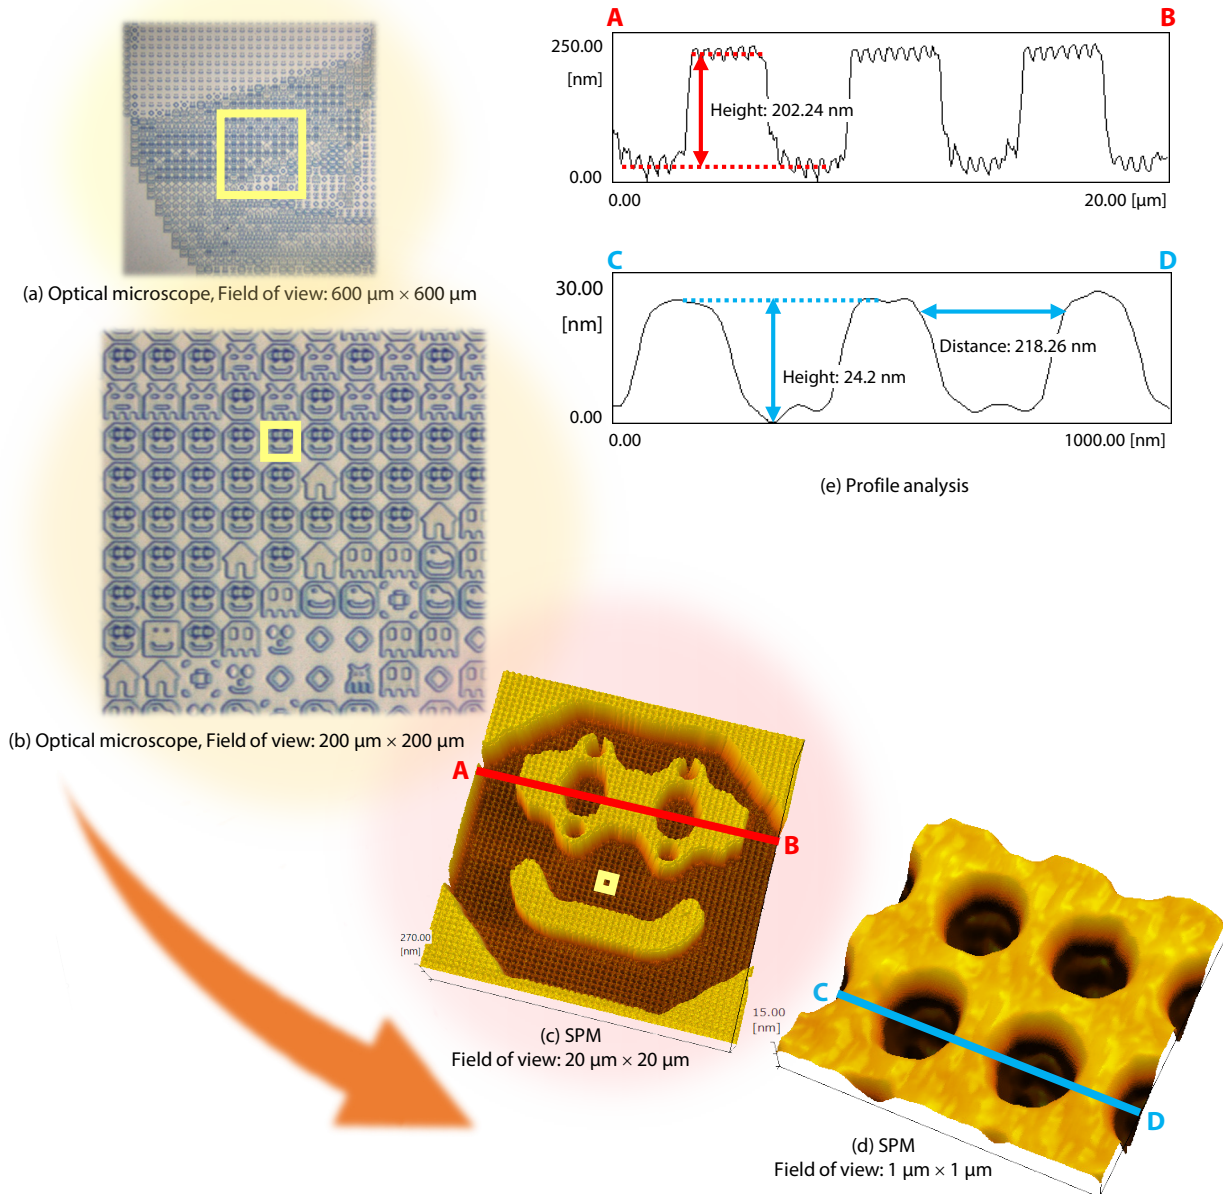 A
B
250.00
[nm]
Height: 202.24 nm
0.00
0.00
20.00 [μm]
C
D
30.00
[nm]
Distance: 218.26 nm
Height: 24.2 nm
0.00
0.00
1000.00 [nm]
(e) Profile analysis
(a) Optical microscope, Field of view: 600 μm × 600 μm
(b) Optical microscope, Field of view: 200 μm × 200 μm
A
B
270.00
[nm]
(c) SPM
Field of view: 20 μm × 20 μm
C
D
15.00
[nm]
(d) SPM
Field of view: 1 μm × 1 μm